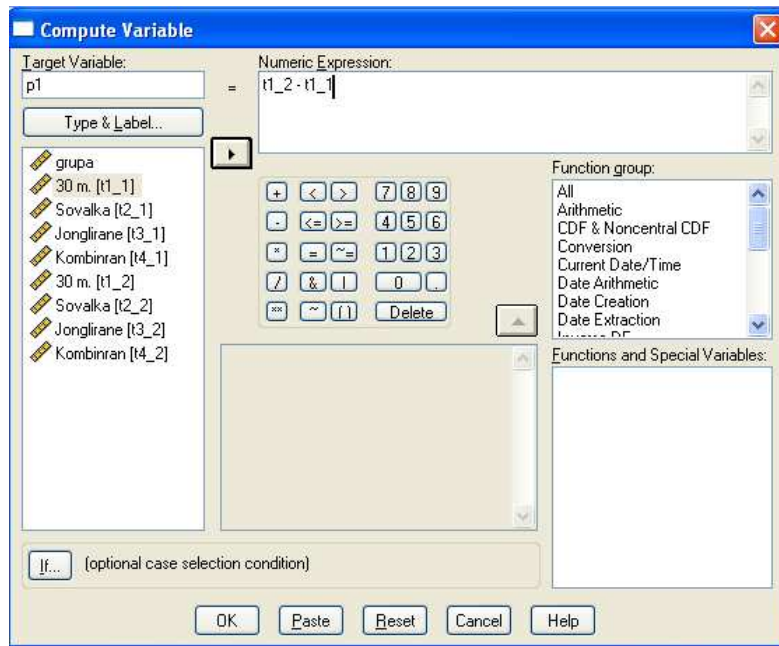 Compute Variable
Target Variable:
p1
=
Numeric Expression:
t1_2 - t1_1
Type & Label...
grupa
30 m. [t1_1]
Sovalka [t2_1]
Jonglirane [t3_1]
Kombinran [t4_1]
30 m. [t1_2]
Sovalka [t2_2]
Jonglirane [t3_2]
Kombinran [t4_2]
+ < > 7 8 9
- <= >= 4 5 6
* = ~= 1 2 3
/ & | 0 .
** ~ ( ) Delete
Function group:
All
Arithmetic
CDF & Noncentral CDF
Conversion
Current Date/Time
Date Arithmetic
Date Creation
Date Extraction
Functions and Special Variables:
If... (optional case selection condition)
OK Paste Reset Cancel Help